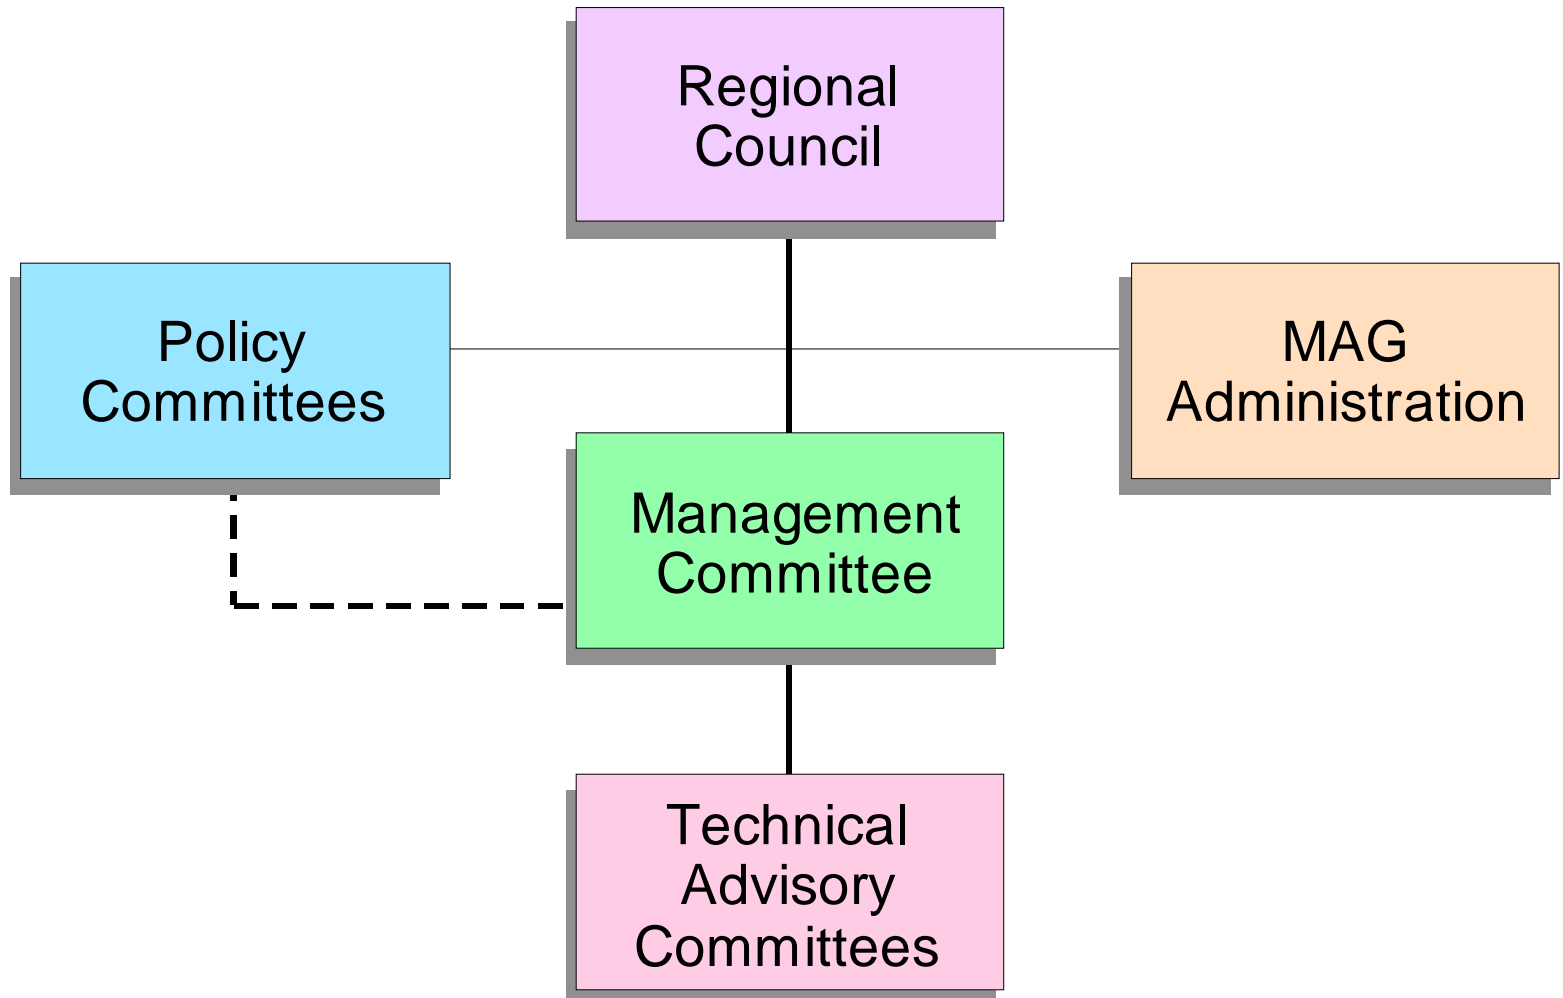 Regional
Council
Policy
Committees
MAG
Administration
Management
Committee
Technical
Advisory
Committees